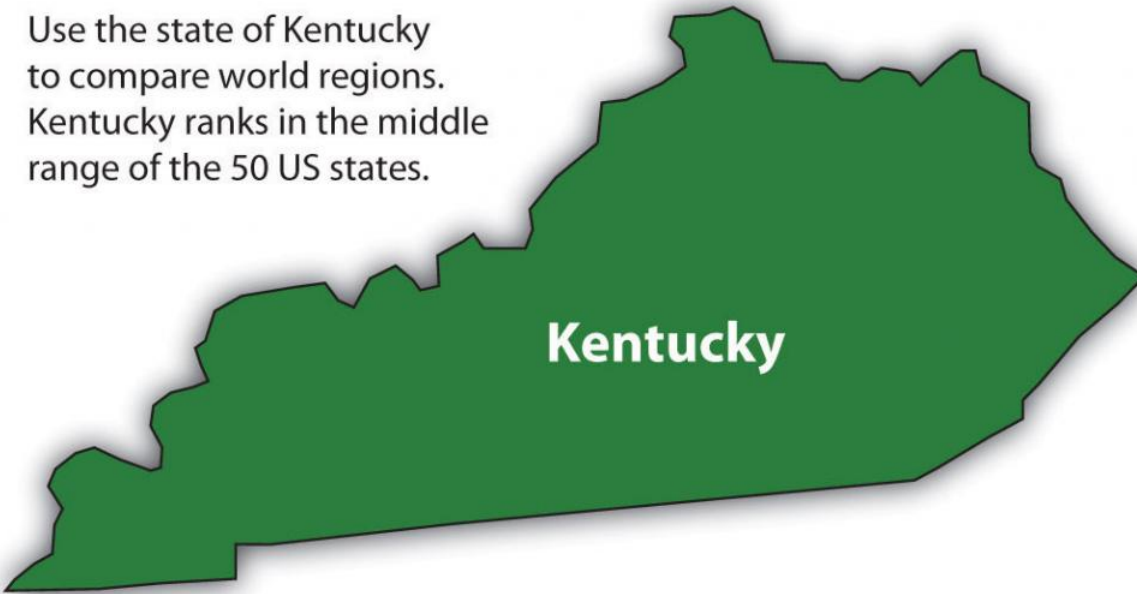 Use the state of Kentucky
to compare world regions.
Kentucky ranks in the middle
range of the 50 US states.
Kentucky